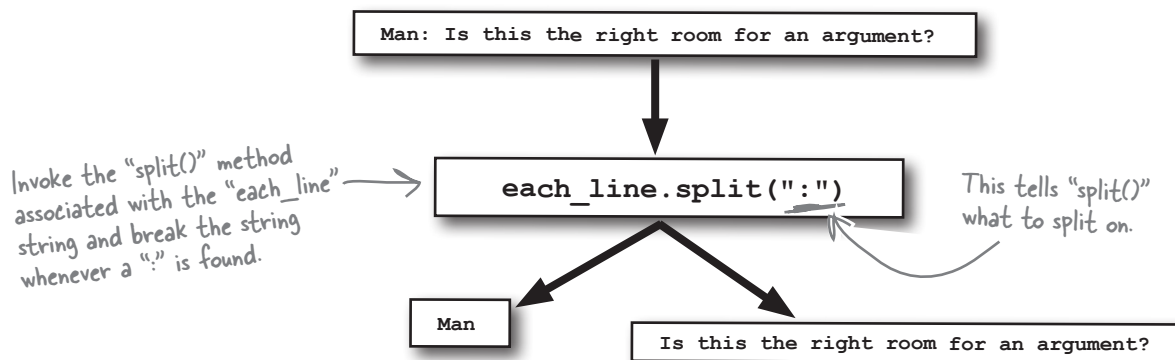 Man: Is this the right room for an argument?
Invoke the “split()” method
associated with the “each_line”
string and break the string
whenever a “:” is found.
each_line.split(":")
This tells “split()”
what to split on.
Man
Is this the right room for an argument?